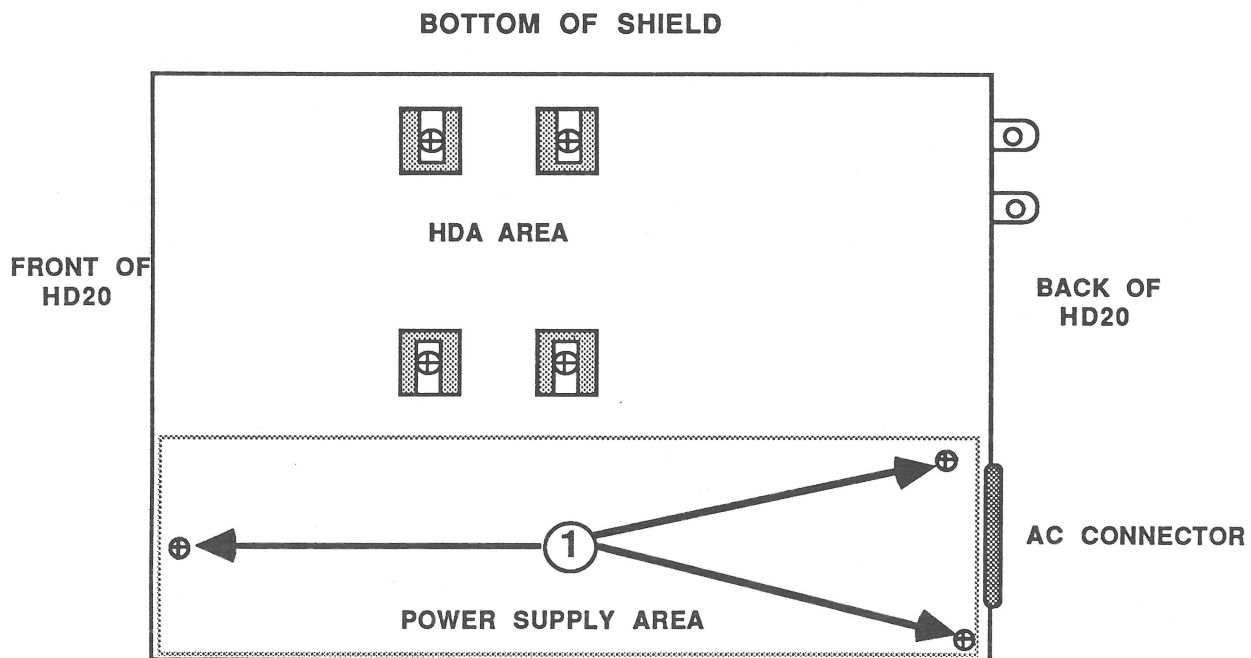 BOTTOM OF SHIELD
HDA AREA
FRONT OF
HD20
BACK OF
HD20
1
AC CONNECTOR
POWER SUPPLY AREA